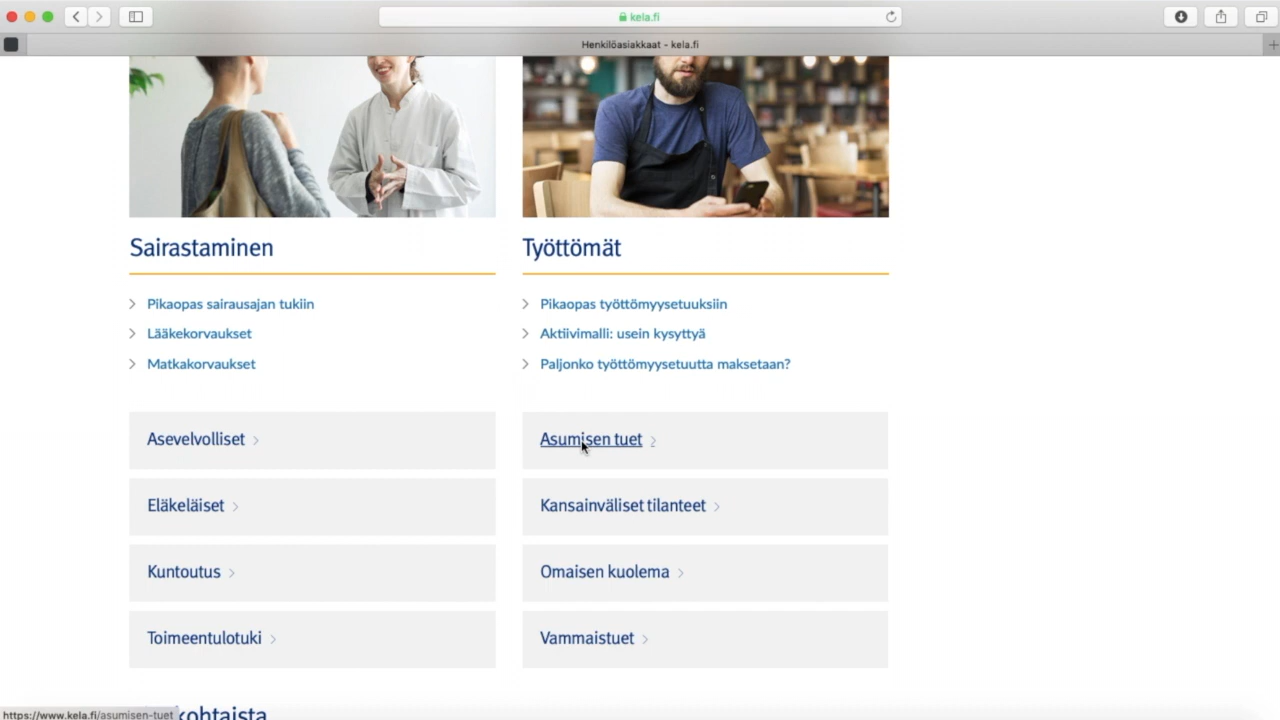 kela.fi
Henkilöasiakkaat - kela.fi
Sairastaminen
Pikaopas sairausajan tukiin
Lääkekorvaukset
Matkakorvaukset
Työttömät
Pikaopas työttömyysetuuksiin
Aktiivimalli: usein kysyttyä
Paljonko työttömyysetuutta maksetaan?
Asevelvolliset
Asumisen tuet
Eläkeläiset
Kansainväliset tilanteet
Kuntoutus
Omaisen kuolema
Toimeentulotuki
Vammaistuet
https://www.kela.fi/asumisen-tuet